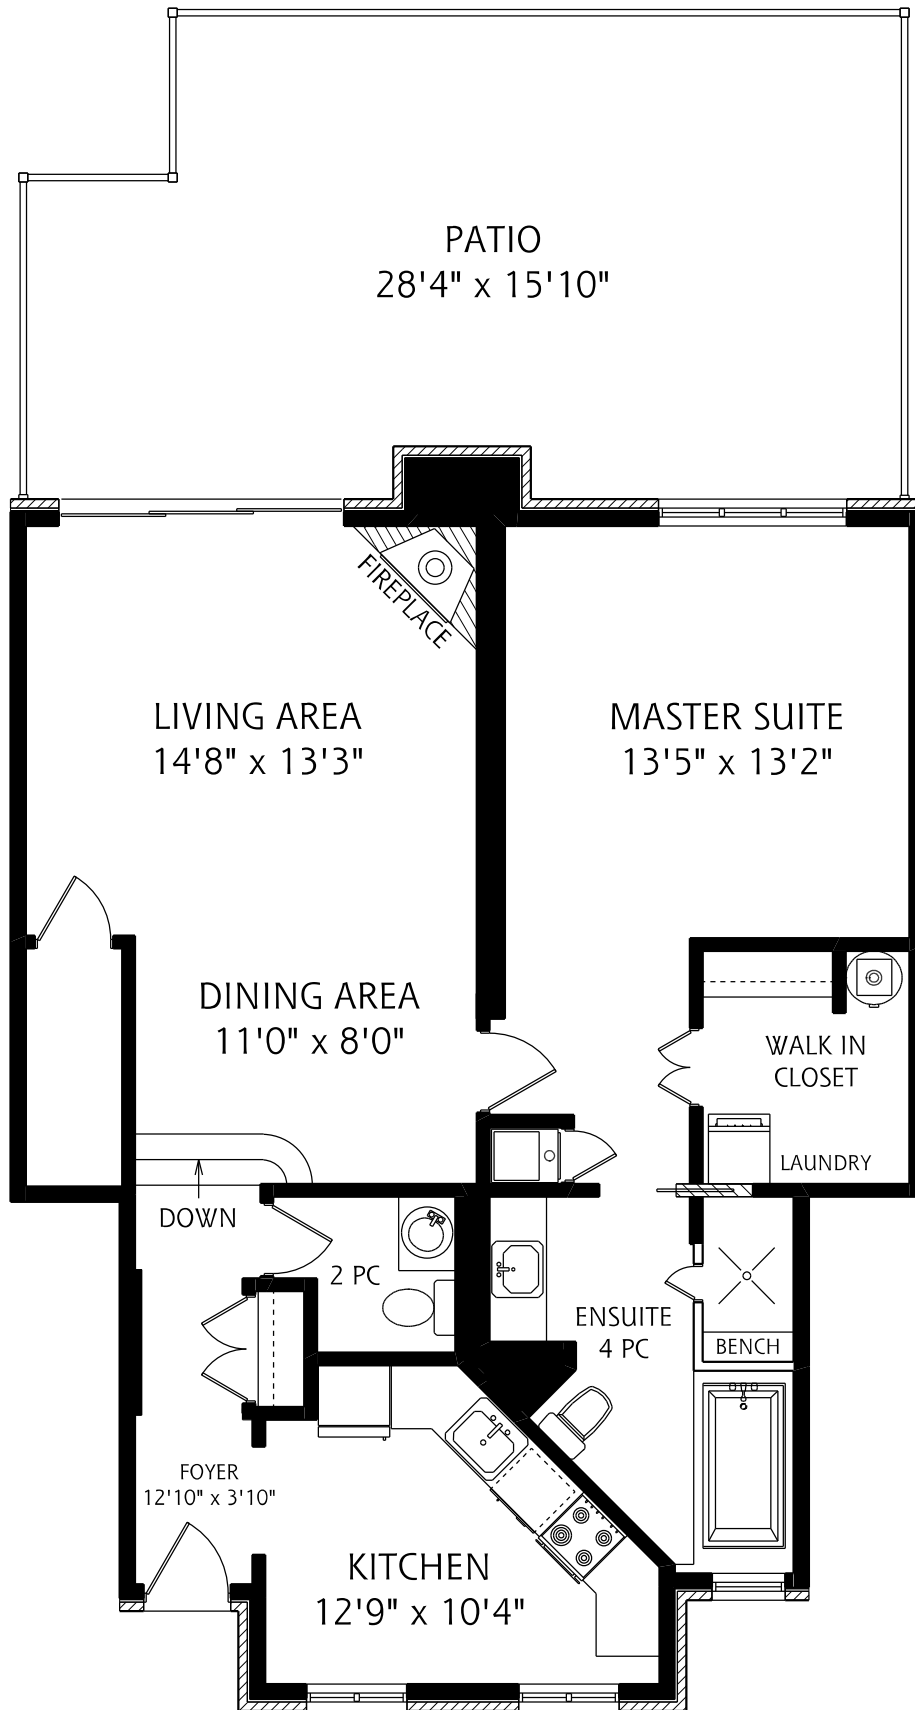 PATIO
28'4" x 15'10"
FIREPLACE
LIVING AREA
14'8" x 13'3"
MASTER SUITE
13'5" x 13'2"
DINING AREA
11'0" x 8'0"
WALK IN
CLOSET
LAUNDRY
DOWN
2 PC
ENSUITE
4 PC
BENCH
FOYER
12'10" x 3'10"
KITCHEN
12'9" x 10'4"